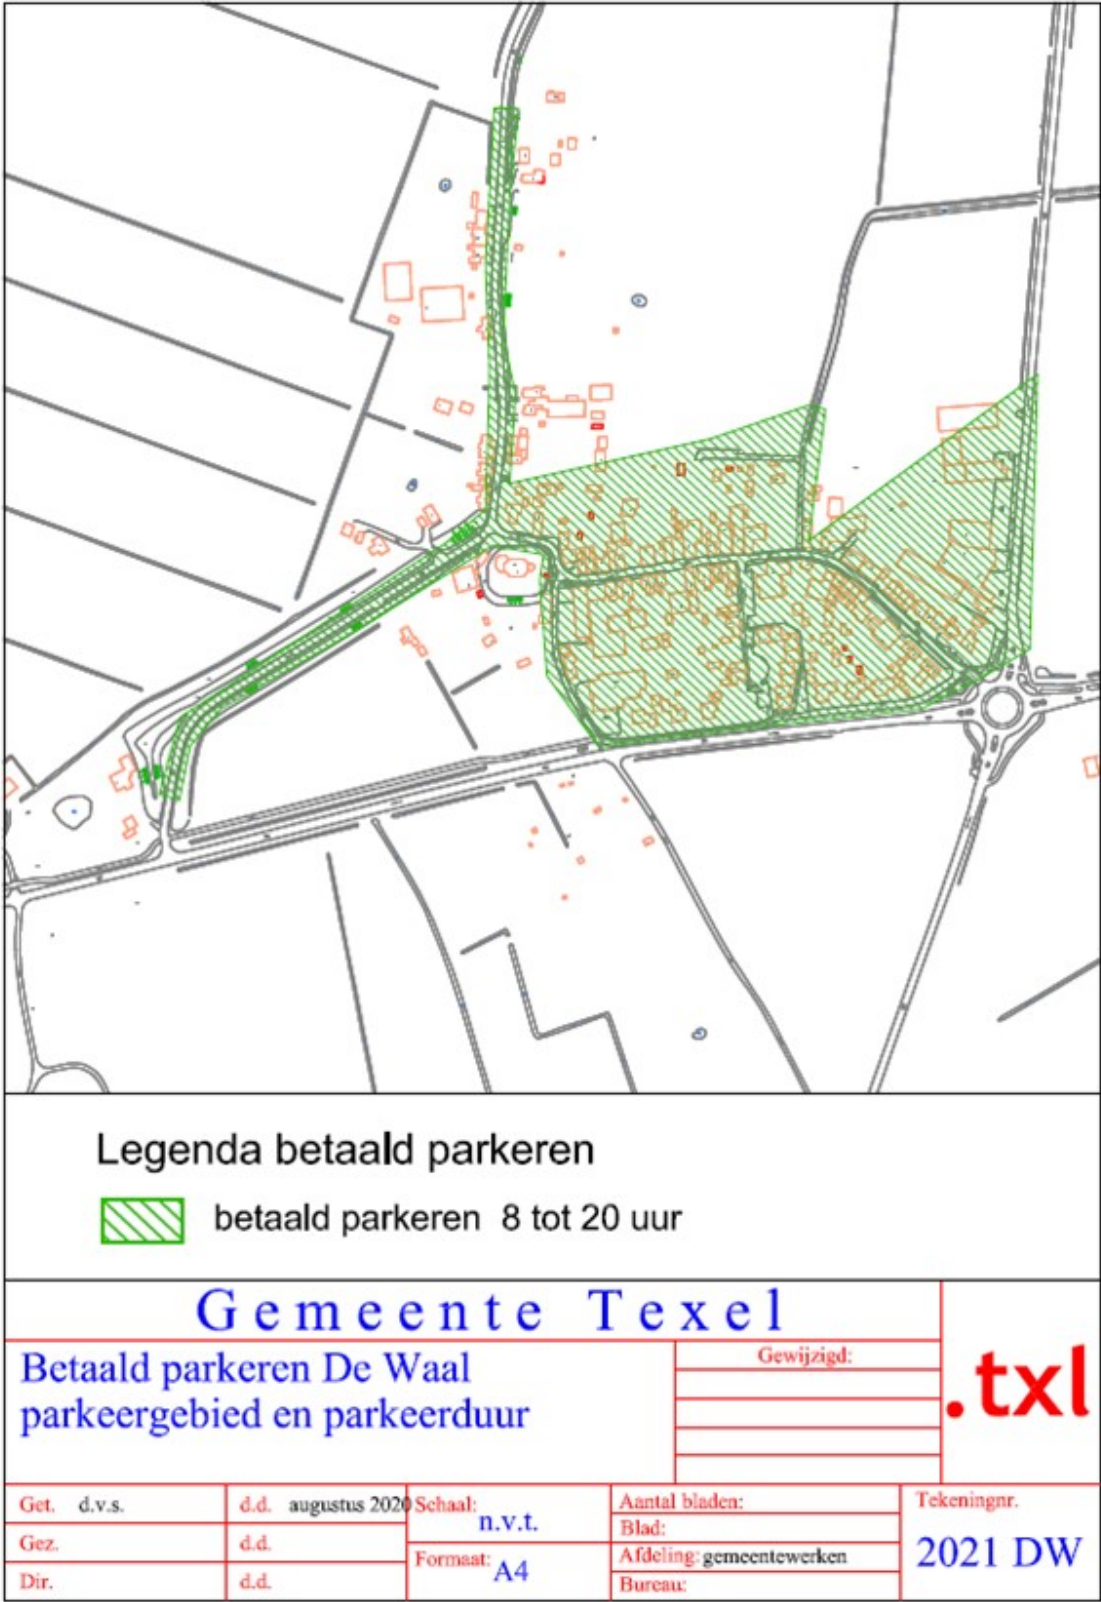 Legenda betaald parkeren
betaald parkeren 8 tot 20 uur
Gemeente Texel
Betaald parkeren De Waal
parkeergebied en parkeerduur
Gewijzigd:
.txl
Get. d.v.s.
d.d. augustus 2020
Gez.
d.d.
Dir.
d.d.
Schaal:
n.v.t.
Formaat: A4
Aantal bladen:
Blad:
Afdeling: gemeentewerken
Bureau:
Tekeningnr.
2021 DW